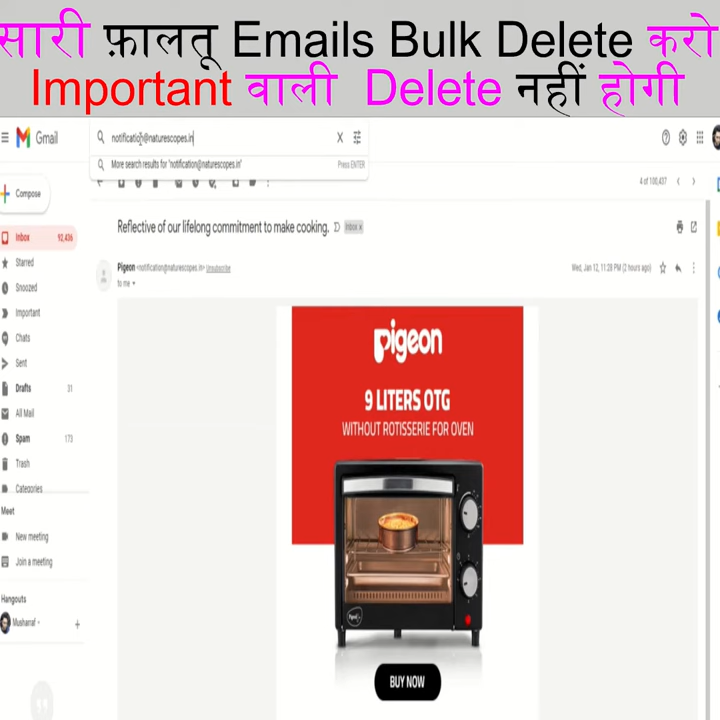 सारी फ़ालतू Emails Bulk Delete करो
Important वाली Delete नहीं होगी
Gmail
notification@naturescopes.in
More search results for 'notification@naturescopes.in'
Press ENTER
Compose
4 of 100,437
Inbox 92,436
Reflective of our lifelong commitment to make cooking.
Inbox x
Starred
Pigeon <notification@naturescopes.in> Unsubscribe
Wed, Jan 12, 11:28 PM (2 hours ago)
to me
Snoozed
Important
Chats
Sent
Drafts 31
All Mail
Spam 173
Trash
Categories
Meet
New meeting
Join a meeting
Hangouts
Musharraf
pigeon
9 LITERS OTG
WITHOUT ROTISSERIE FOR OVEN
BUY NOW